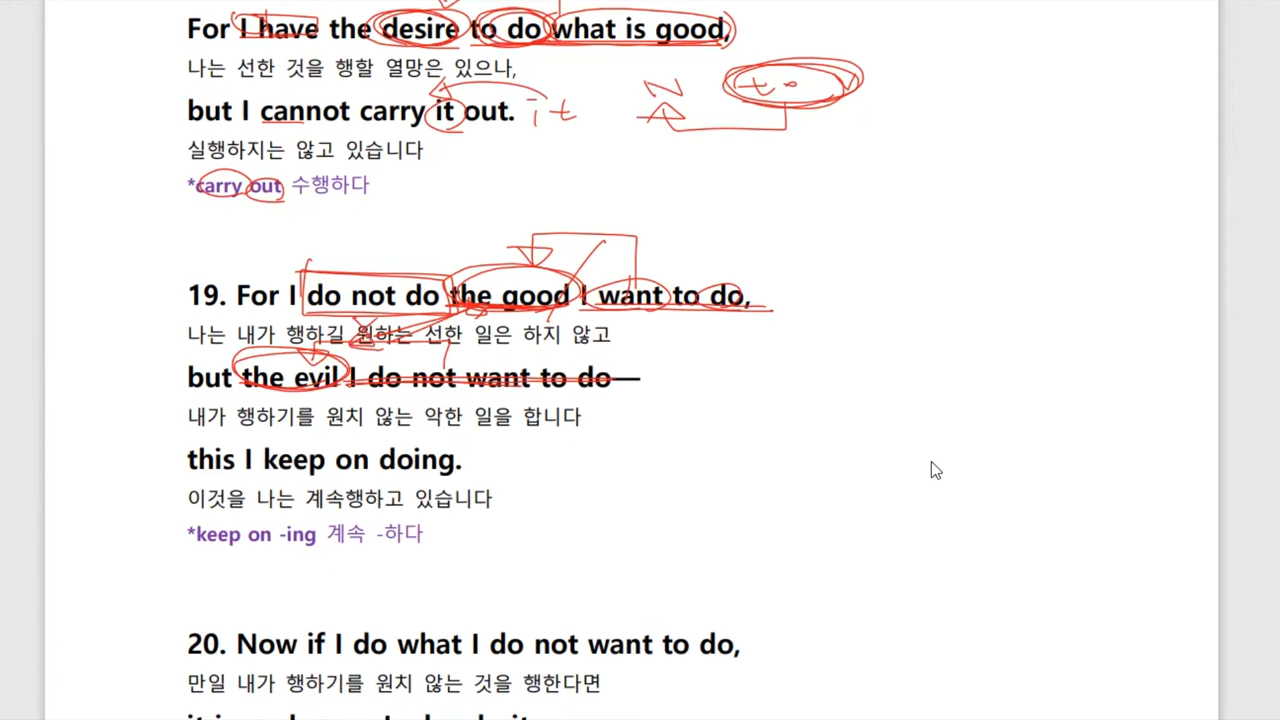 For I have the desire to do what is good,
나는 선한 것을 행할 열망은 있으나,
N to V
but I cannot carry it out. it
실행하지는 않고 있습니다
*carry out 수행하다
19. For I do not do the good I want to do,
나는 내가 행하길 원하는 선한 일은 하지 않고
but the evil I do not want to do—
내가 행하기를 원치 않는 악한 일을 합니다
this I keep on doing.
이것을 나는 계속행하고 있습니다
*keep on -ing 계속 -하다
20. Now if I do what I do not want to do,
만일 내가 행하기를 원치 않는 것을 행한다면